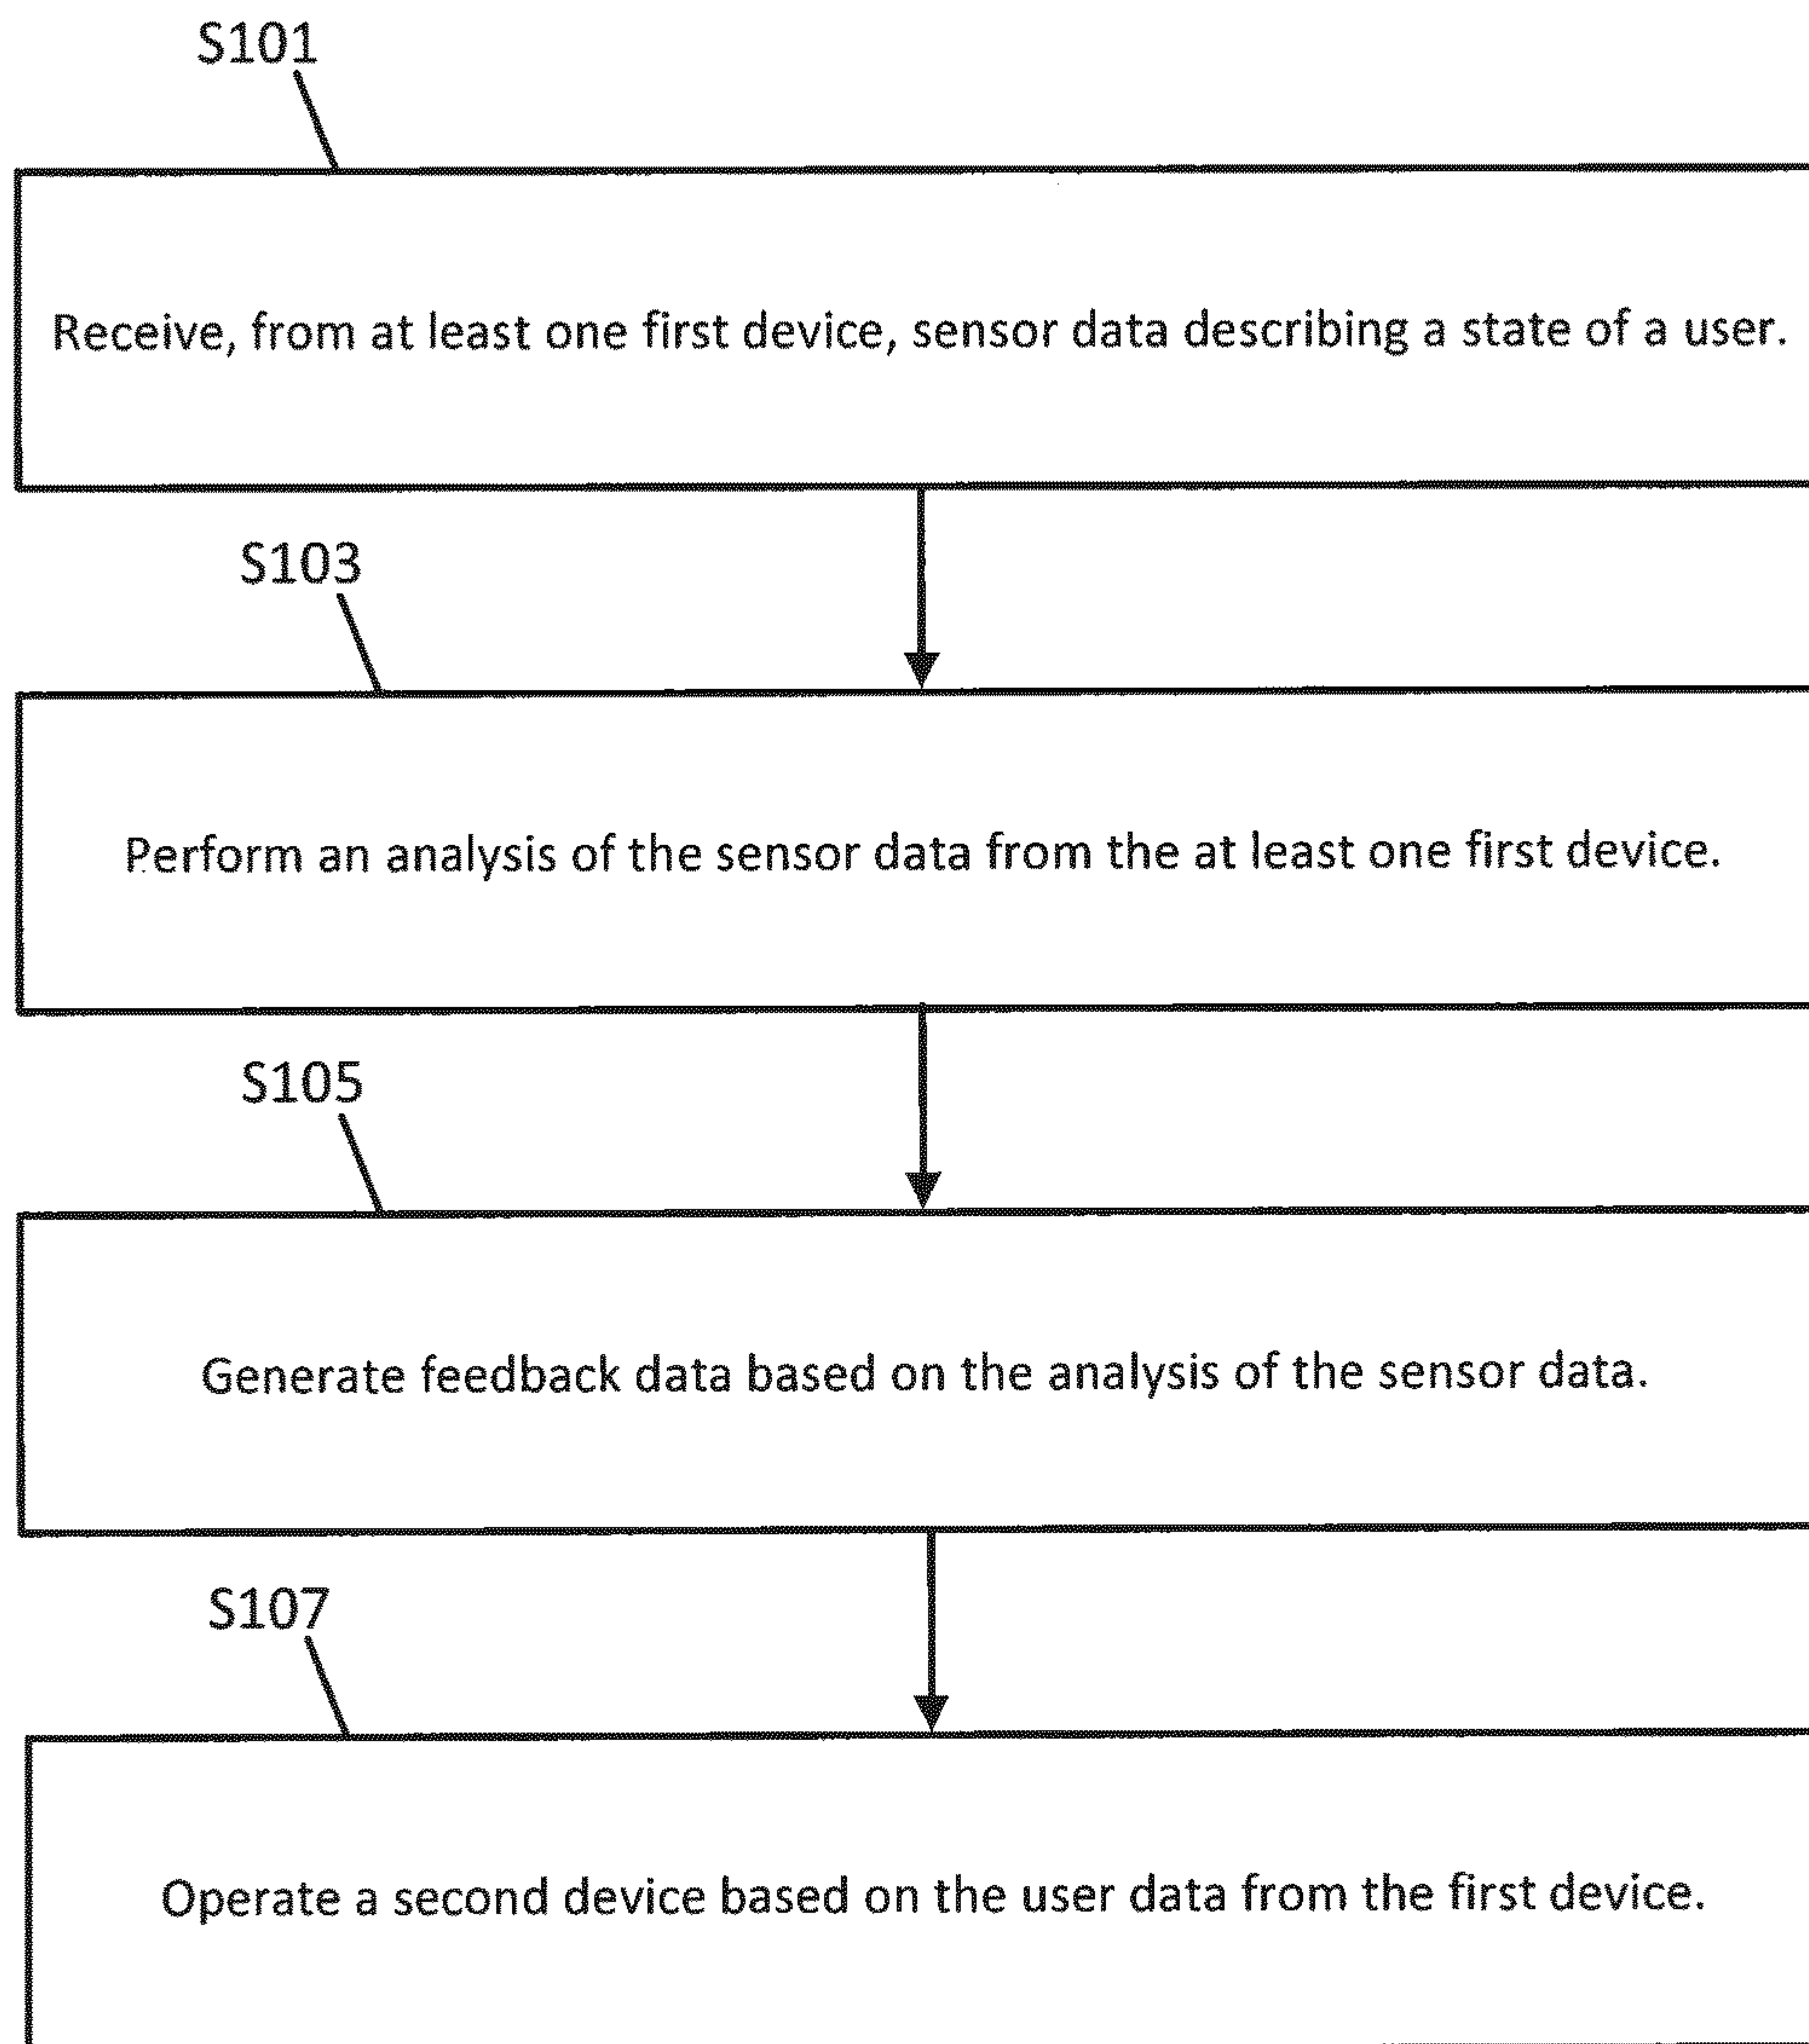 S101
Receive, from at least one first device, sensor data describing a state of a user.
S103
Perform an analysis of the sensor data from the at least one first device.
S105
Generate feedback data based on the analysis of the sensor data.
S107
Operate a second device based on the user data from the first device.